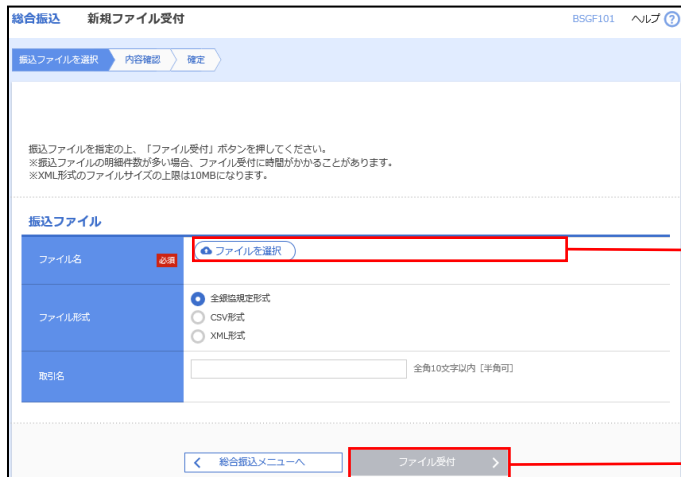 総合振込 新規ファイル受付 BSGF101 ヘルプ ?
振込ファイルを選択 内容確認 確定
振込ファイルを指定の上、「ファイル受付」ボタンを押してください。
※振込ファイルの明細件数が多い場合、ファイル受付に時間がかかることがあります。
※XML形式のファイルサイズの上限は10MBになります。
振込ファイル
ファイル名 必須 ファイルを選択
ファイル形式 全銀協規定形式
CSV形式
XML形式
取引名 全角10文字以内 [半角可]
総合振込メニューへ ファイル受付